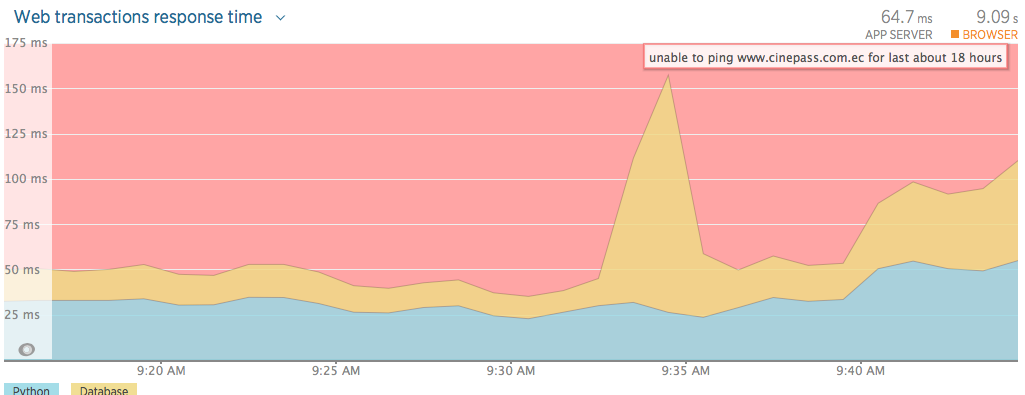 Web transactions response time
64.7 ms
APP SERVER
9.09 s
BROWSER
175 ms
unable to ping www.cinepass.com.ec for last about 18 hours
150 ms
125 ms
100 ms
75 ms
50 ms
25 ms
9:20 AM
9:25 AM
9:30 AM
9:35 AM
9:40 AM
Python
Database